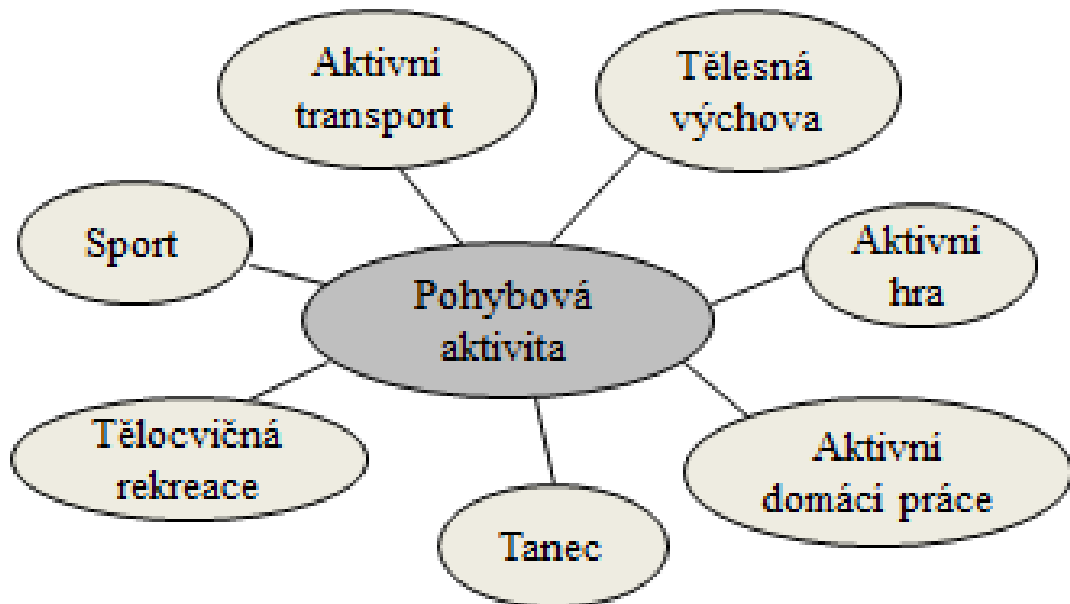 Aktivní
transport
Tělesná
výchova
Sport
Aktivní
hra
Pohybová
aktivita
Tělocvičná
rekreace
Aktivní
domácí práce
Tanec